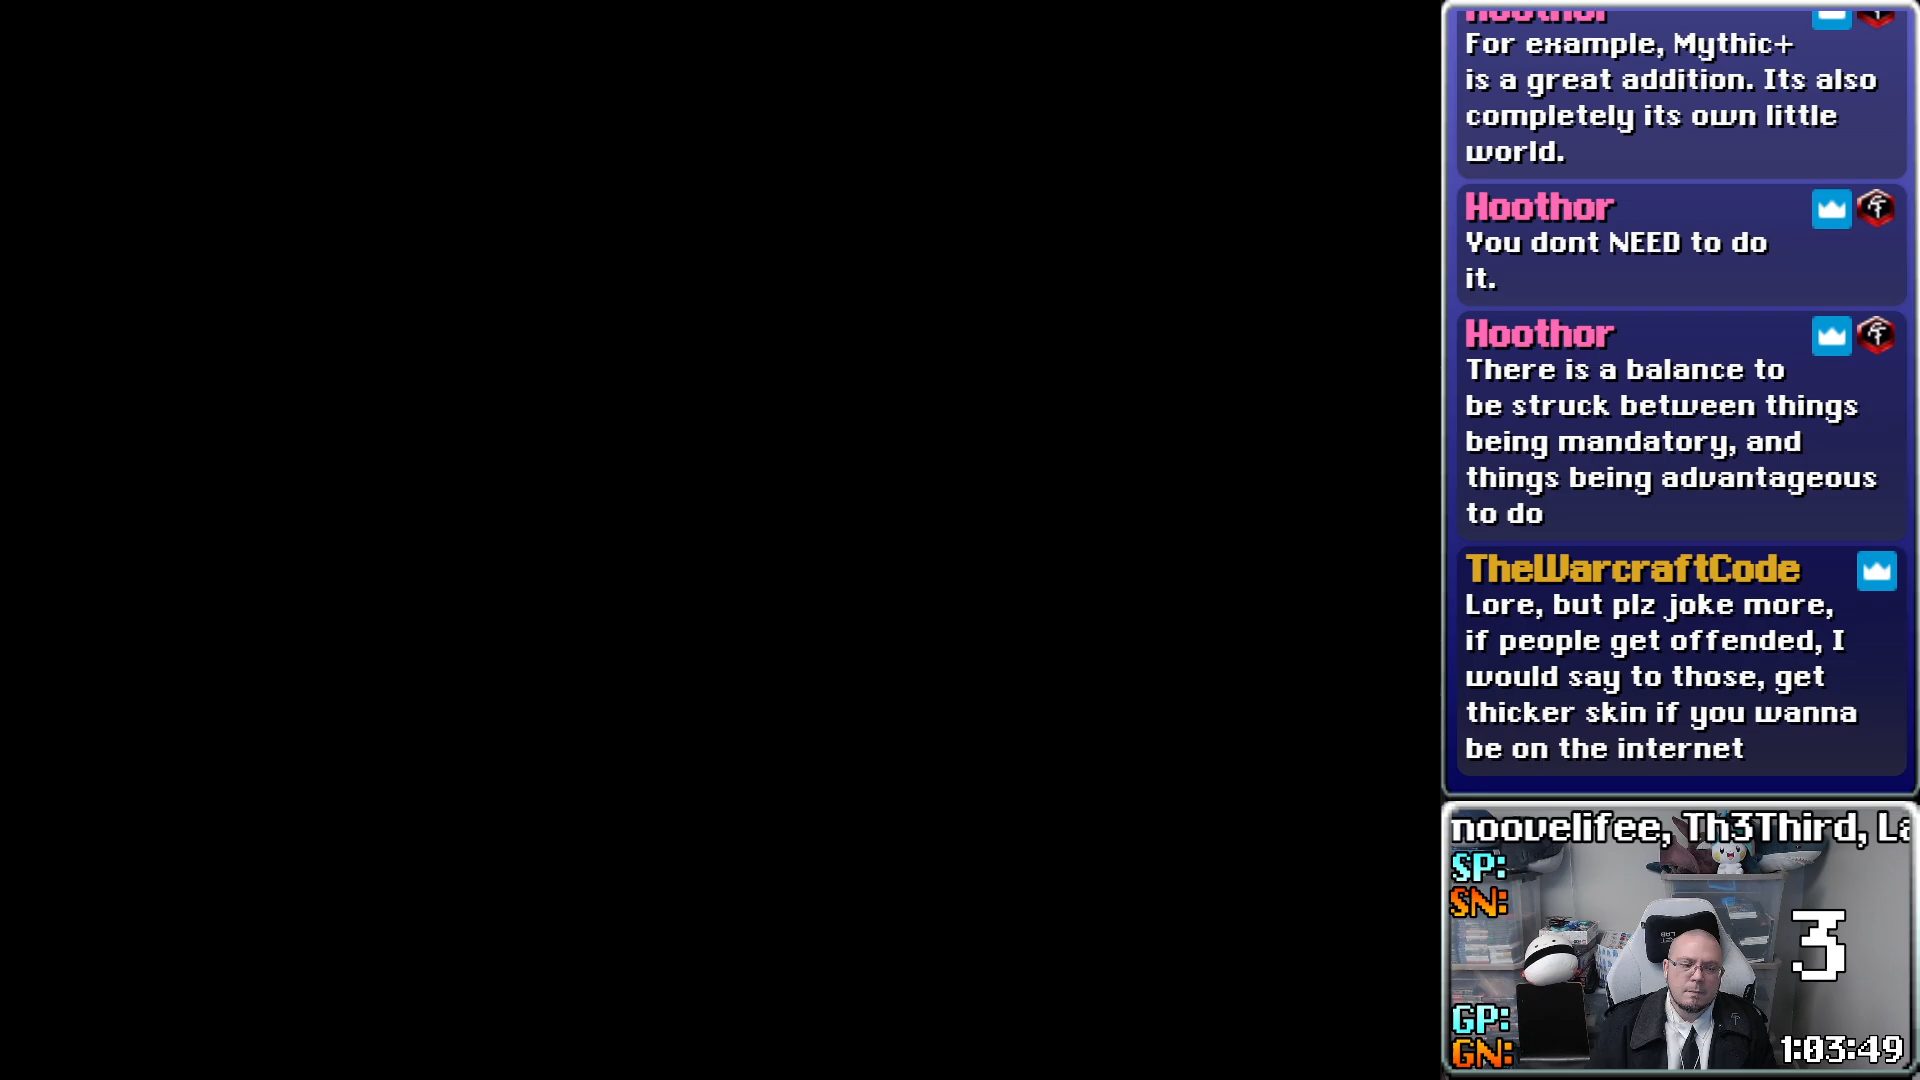 Hoothor
For example, Mythic+
is a great addition. Its also
completely its own little
world.
Hoothor
You dont NEED to do
it.
Hoothor
There is a balance to
be struck between things
being mandatory, and
things being advantageous
to do
TheWarcraftCode
Lore, but plz joke more,
if people get offended, I
would say to those, get
thicker skin if you wanna
be on the internet
noovelifee, Th3Third, La
SP:
SN:
3
GP:
GN:
1:03:49